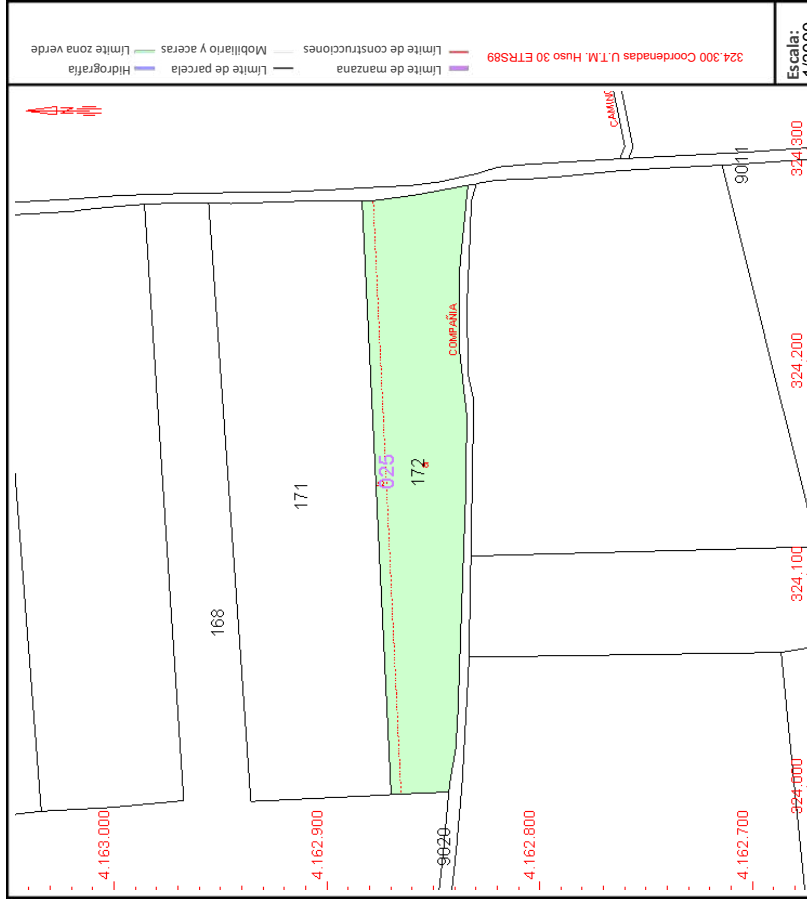 324.300 Coordenadas U.T.M. Huso 30 ETRS89
Límite de manzana
Límite de parcela
Hidrografía
Límite de construcciones
Mobiliario y aceras
Límite zona verde
Escala:
1/2000
4.163.000
4.162.900
4.162.800
4.162.700
324.000
324.100
324.200
324.300
168
171
025
172
a
COMPAÑIA
9020
9011